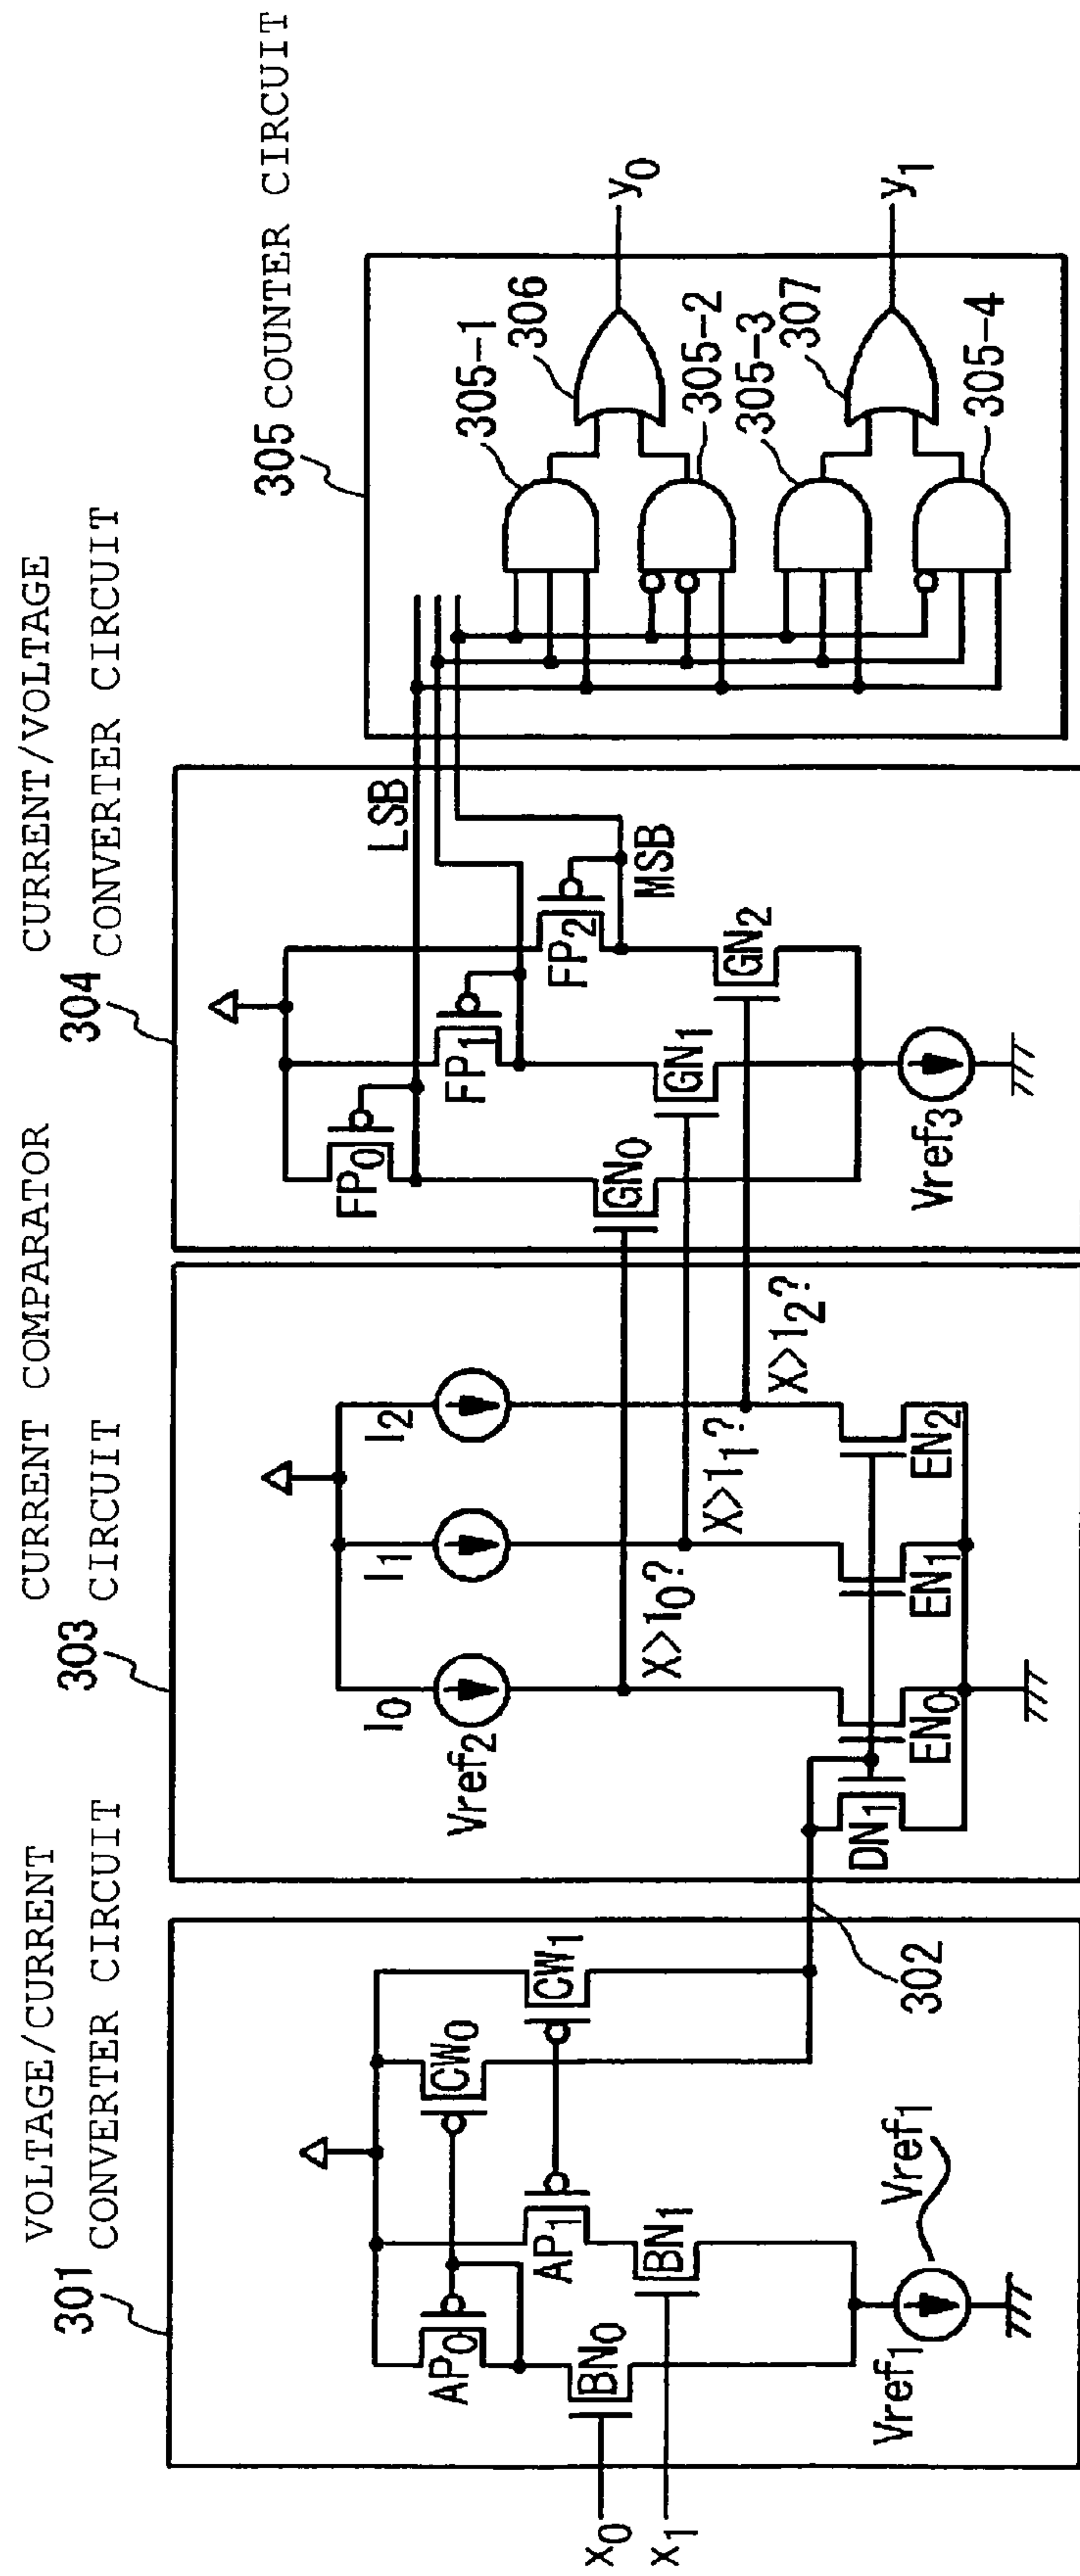 301 VOLTAGE/CURRENT
CONVERTER CIRCUIT
303 CURRENT COMPARATOR
CIRCUIT
304 CURRENT/VOLTAGE
CONVERTER CIRCUIT
305 COUNTER CIRCUIT
x0
x1
AP0
AP1
BN0
BN1
CW0
CW1
Vref1
Vref1
302
I0
I1
I2
Vref2
X>I0?
X>I1?
X>I2?
DN1
EN0
EN1
EN2
FP0
FP1
FP2
LSB
MSB
GN0
GN1
GN2
Vref3
305-1
306
305-2
305-3
307
305-4
y0
y1